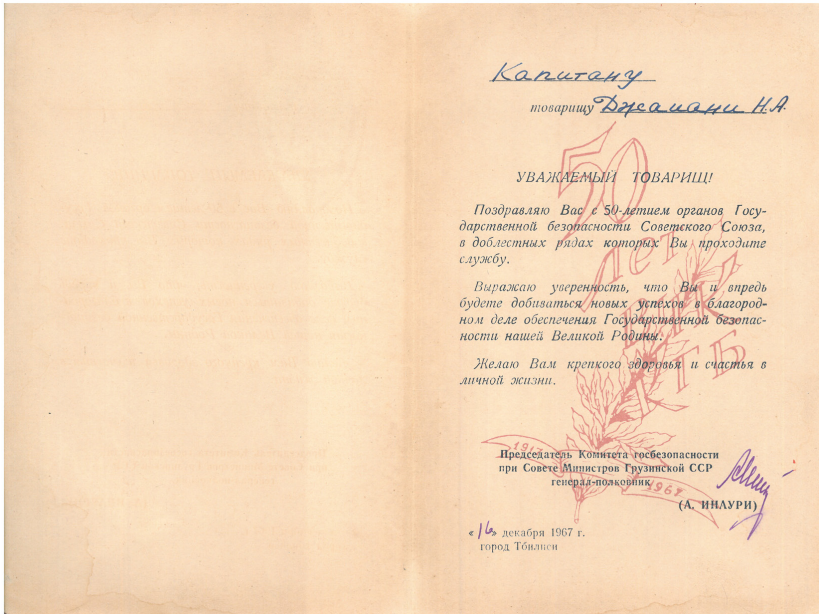 Капитану
товарищу Джапани Н.А.
УВАЖАЕМЫЙ ТОВАРИЩ!
Поздравляю Вас с 50-летием органов Госу-
дарственной безопасности Советского Союза,
в доблестных рядах которых Вы проходите
службу.
Выражаю уверенность, что Вы и впредь
будете добиваться новых успехов в благород-
ном деле обеспечения Государственной безопас-
ности нашей Великой Родины.
Желаю Вам крепкого здоровья и счастья в
личной жизни.
50
лет
ВЧК
КГБ
1917
1967
Председатель Комитета госбезопасности
при Совете Министров Грузинской ССР
генерал-полковник
(А. ИНАУРИ)
«16» декабря 1967 г.
город Тбилиси